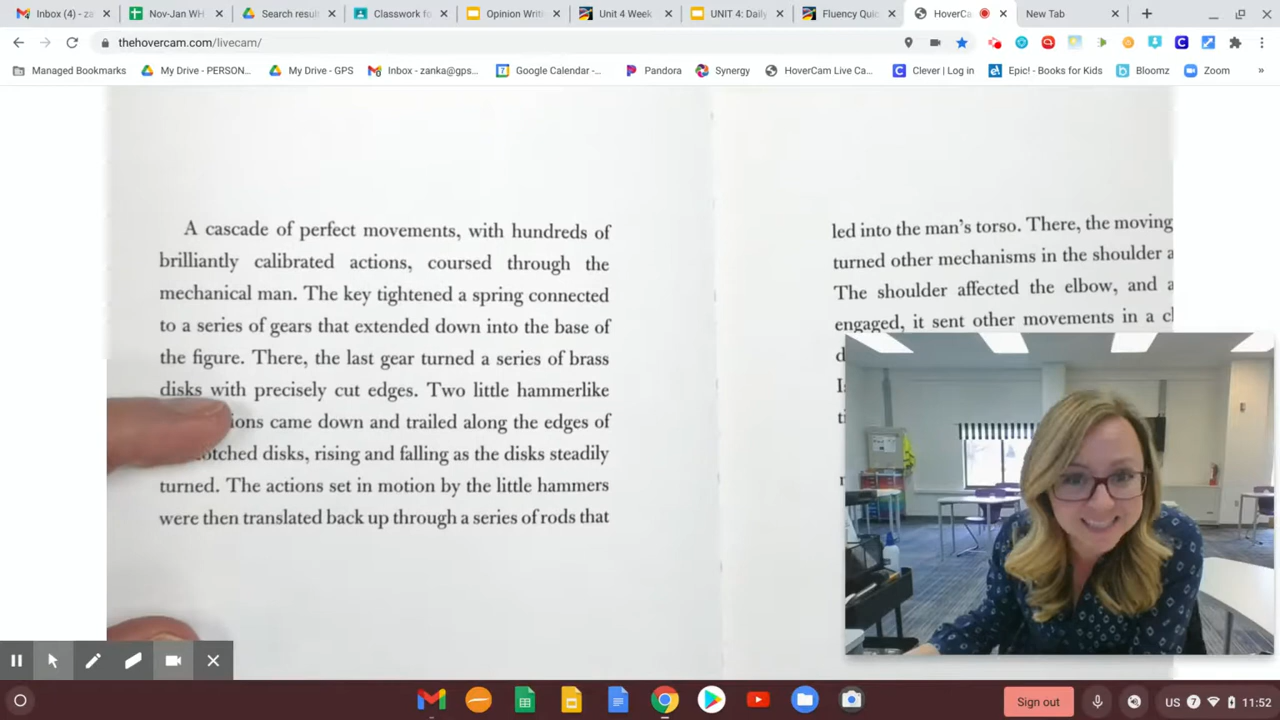 Inbox (4) - za
Nov-Jan WH
Search resul
Classwork fo
Opinion Writ
Unit 4 Week
UNIT 4: Daily
Fluency Quic
HoverCa
New Tab
thehovercam.com/livecam/
Managed Bookmarks
My Drive - PERSON...
My Drive - GPS
Inbox - zanka@gps...
Google Calendar -...
Pandora
Synergy
HoverCam Live Ca...
Clever | Log in
Epic! - Books for Kids
Bloomz
Zoom
»
A cascade of perfect movements, with hundreds of
brilliantly calibrated actions, coursed through the
mechanical man. The key tightened a spring connected
to a series of gears that extended down into the base of
the figure. There, the last gear turned a series of brass
disks with precisely cut edges. Two little hammerlike
ions came down and trailed along the edges of
otched disks, rising and falling as the disks steadily
turned. The actions set in motion by the little hammers
were then translated back up through a series of rods that
led into the man's torso. There, the moving
turned other mechanisms in the shoulder a
The shoulder affected the elbow, and a
engaged, it sent other movements in a cl
Sign out
US
7
11:52